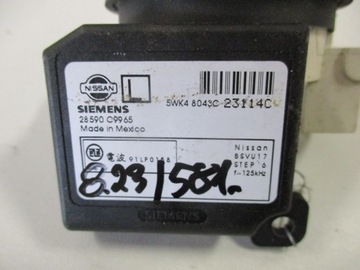 NISSAN
L
5WK4 8043C 23114C
SIEMENS
28590 C9965
Made in Mexico
電波 91LP0168
Nissan
BSVU17
STEP 6
f=125kHz
8.23/58%
SIEMENS